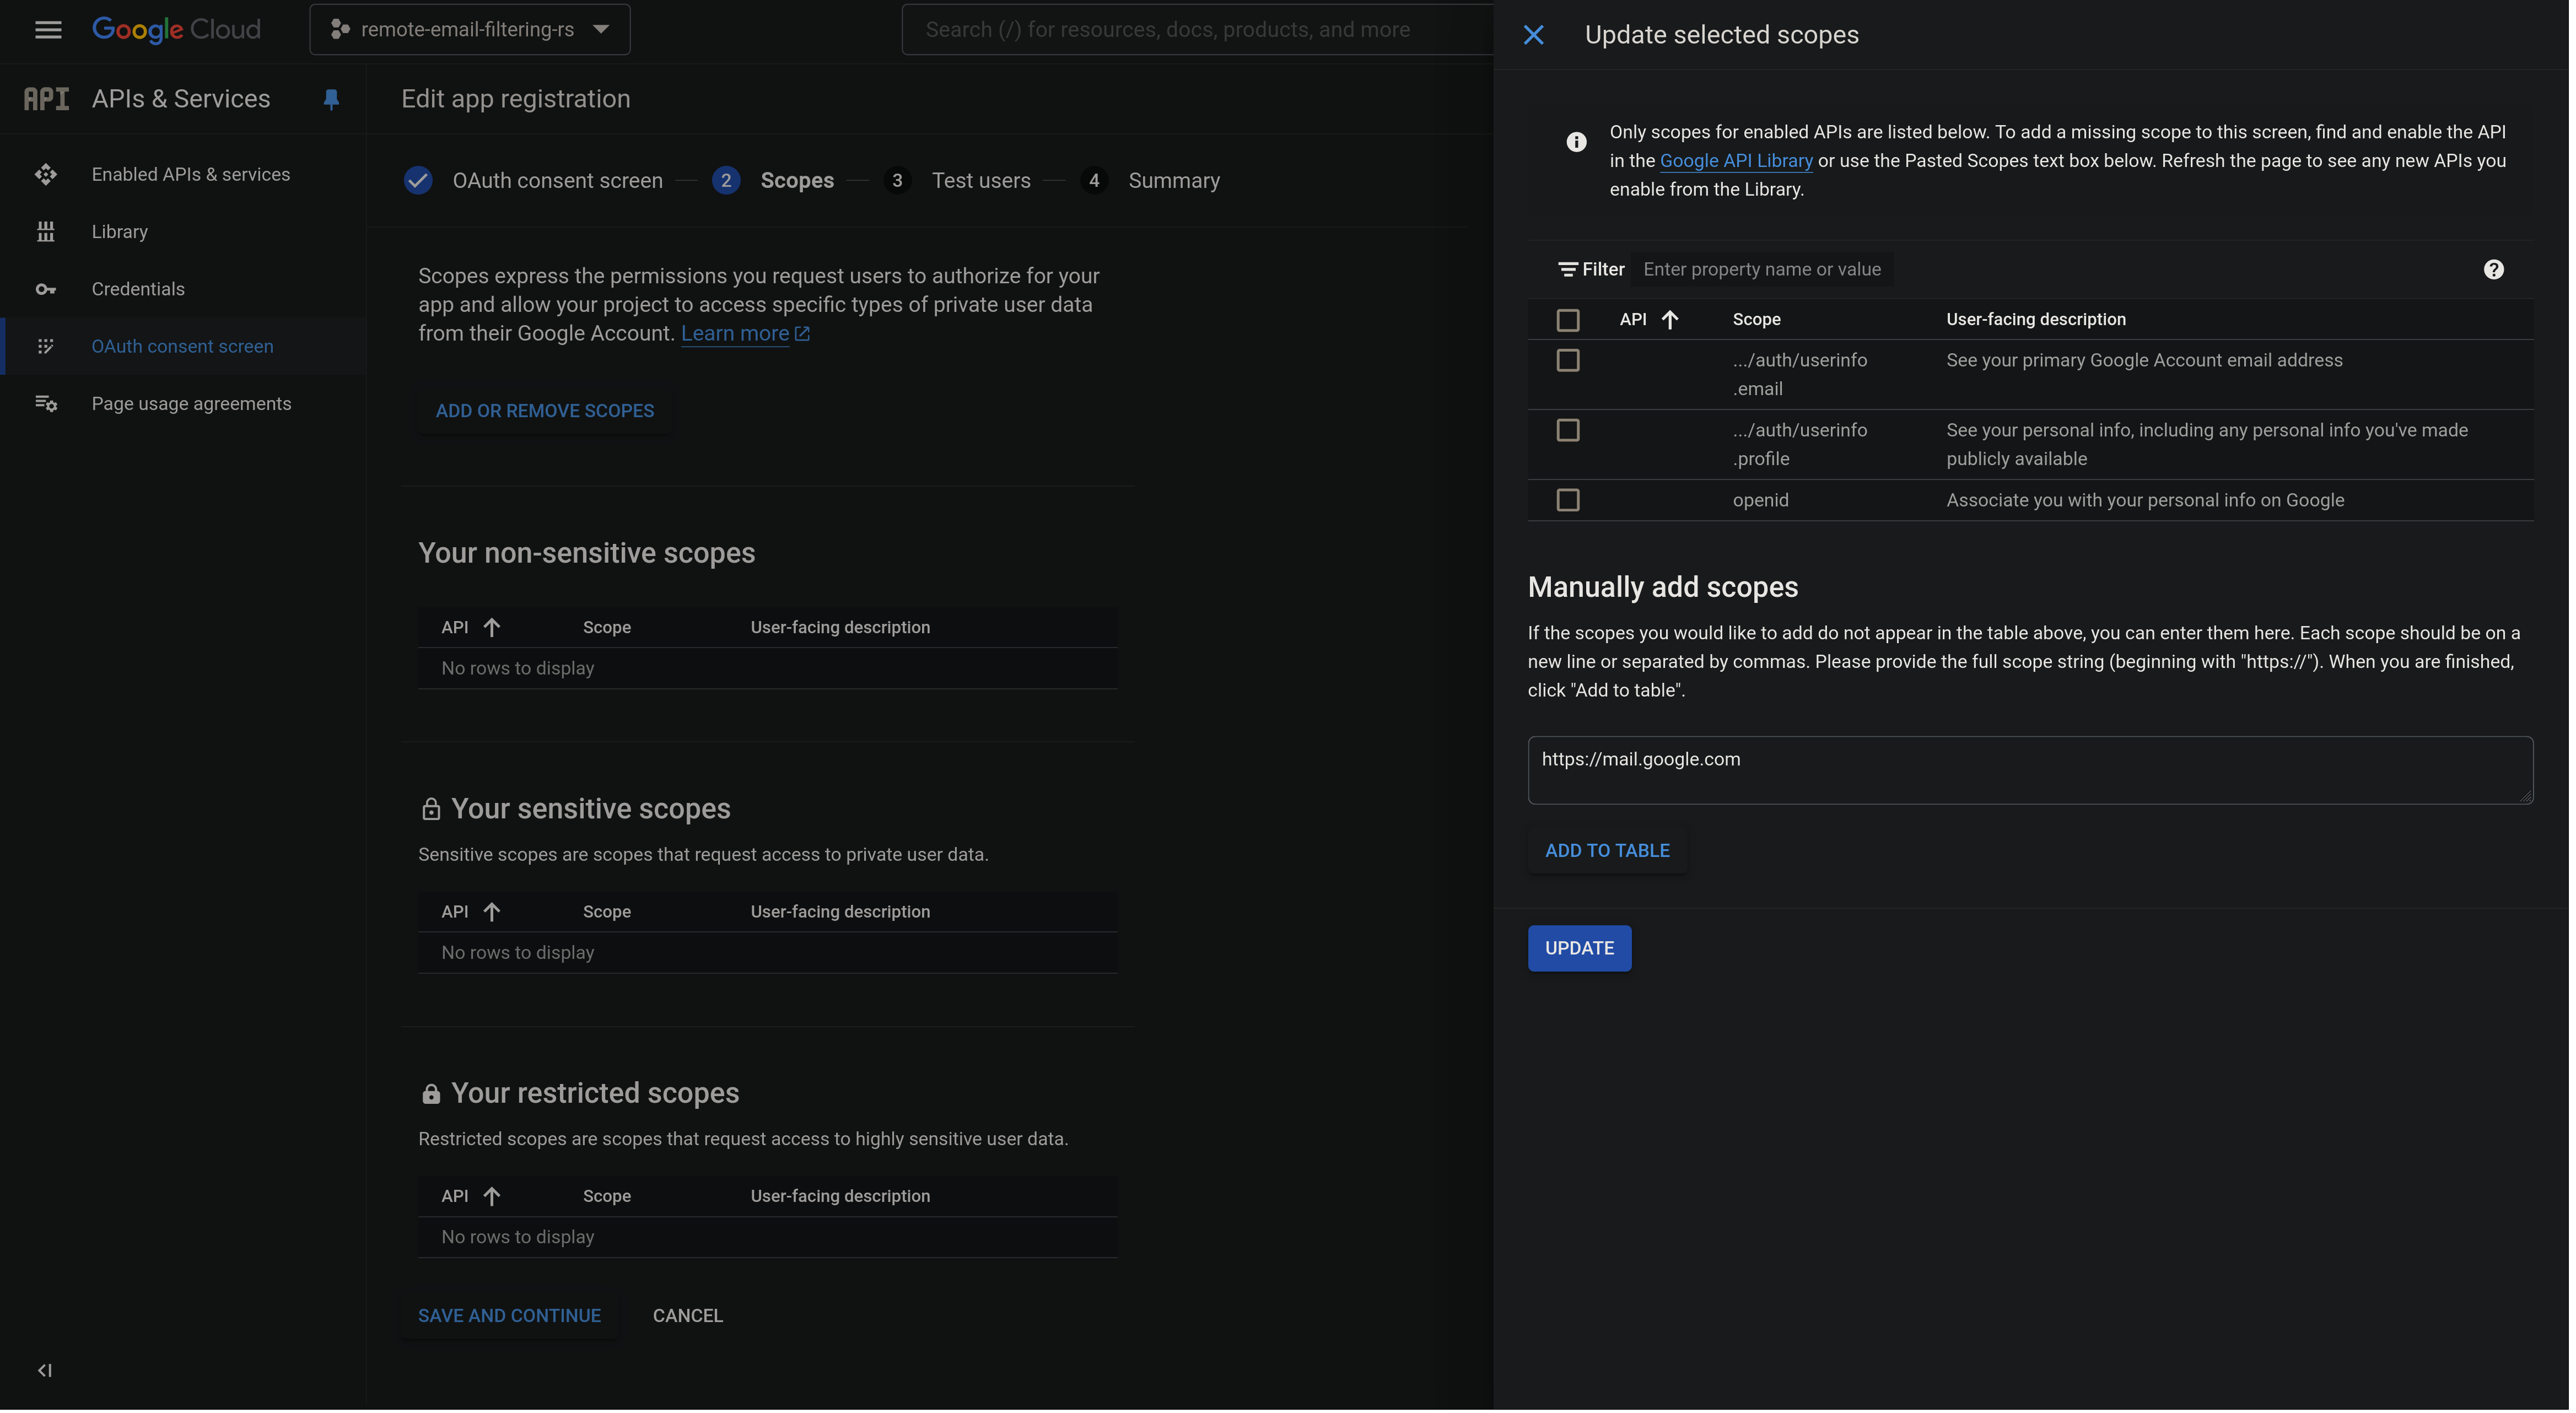 Google Cloud
remote-email-filtering-rs
Search (/) for resources, docs, products, and more
API APIs & Services
Enabled APIs & services
Library
Credentials
OAuth consent screen
Page usage agreements
Edit app registration
OAuth consent screen — 2 Scopes — 3 Test users — 4 Summary
Scopes express the permissions you request users to authorize for your
app and allow your project to access specific types of private user data
from their Google Account. Learn more
ADD OR REMOVE SCOPES
Your non-sensitive scopes
API Scope User-facing description
No rows to display
Your sensitive scopes
Sensitive scopes are scopes that request access to private user data.
API Scope User-facing description
No rows to display
Your restricted scopes
Restricted scopes are scopes that request access to highly sensitive user data.
API Scope User-facing description
No rows to display
SAVE AND CONTINUE CANCEL
Update selected scopes
Only scopes for enabled APIs are listed below. To add a missing scope to this screen, find and enable the API
in the Google API Library or use the Pasted Scopes text box below. Refresh the page to see any new APIs you
enable from the Library.
Filter Enter property name or value
API Scope User-facing description
.../auth/userinfo See your primary Google Account email address
.email
.../auth/userinfo See your personal info, including any personal info you've made
.profile publicly available
openid Associate you with your personal info on Google
Manually add scopes
If the scopes you would like to add do not appear in the table above, you can enter them here. Each scope should be on a
new line or separated by commas. Please provide the full scope string (beginning with "https://"). When you are finished,
click "Add to table".
https://mail.google.com
ADD TO TABLE
UPDATE